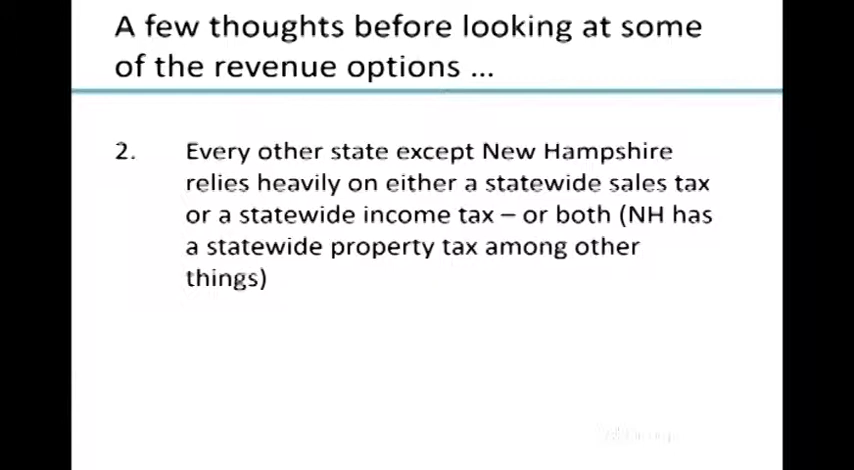 A few thoughts before looking at some
of the revenue options ...
2. Every other state except New Hampshire
relies heavily on either a statewide sales tax
or a statewide income tax – or both (NH has
a statewide property tax among other
things)